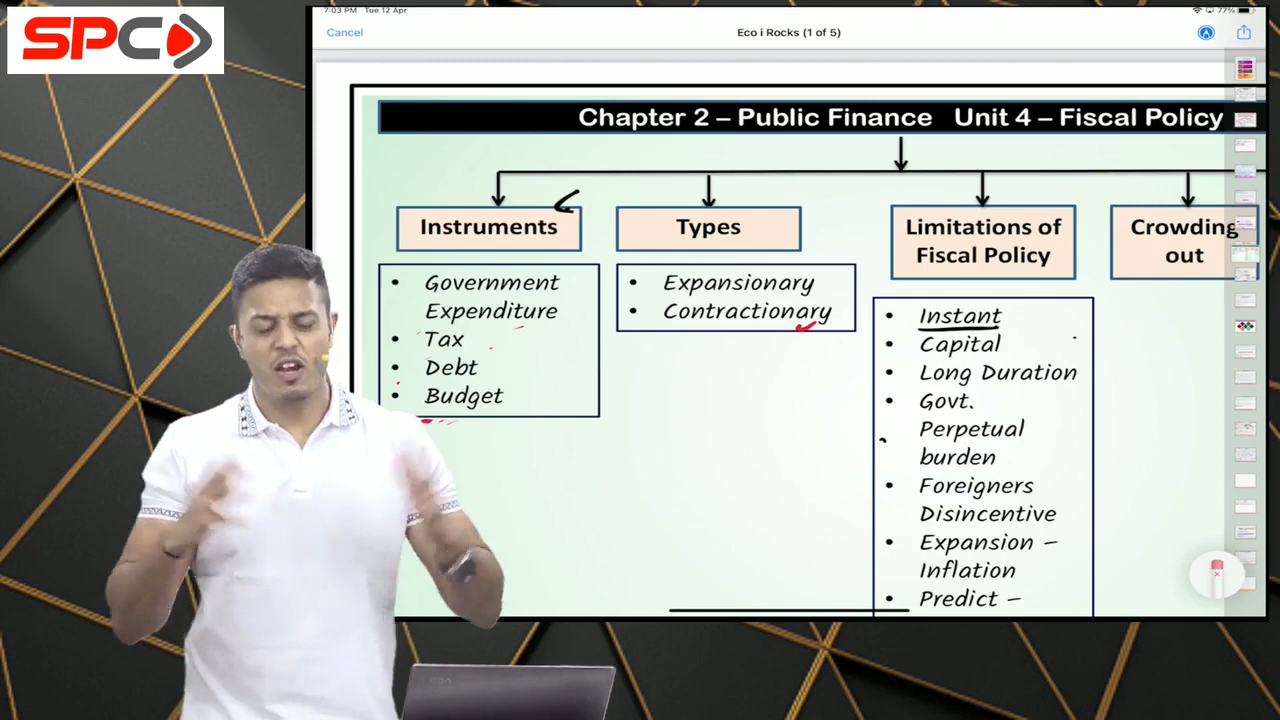 SPC
7:03 PM Tue 12 Apr
77%
Cancel
Eco i Rocks (1 of 5)
Chapter 2 – Public Finance Unit 4 – Fiscal Policy
Instruments
Types
Limitations of
Fiscal Policy
Crowding
out
• Government
Expenditure
• Tax
• Debt
• Budget
• Expansionary
• Contractionary
• Instant
• Capital
• Long Duration
• Govt.
Perpetual
burden
• Foreigners
Disincentive
• Expansion –
Inflation
• Predict –